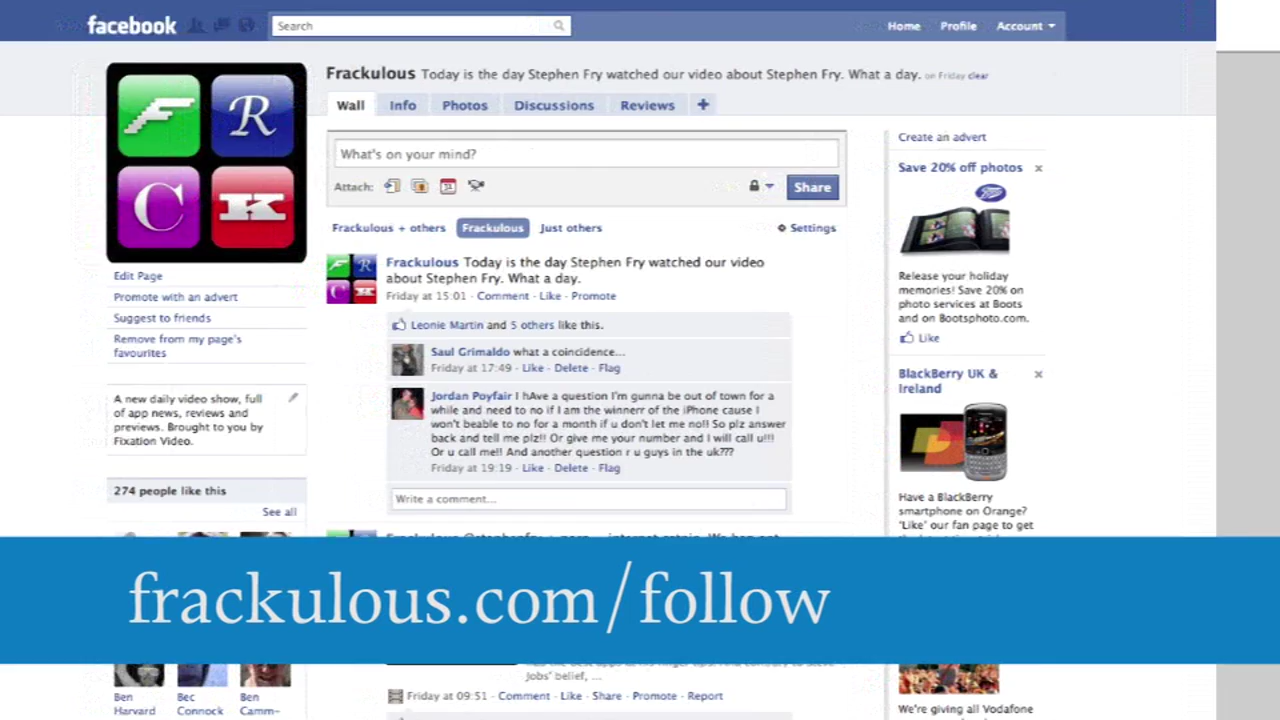 facebook
Search
Home Profile Account
F R C K
Frackulous Today is the day Stephen Fry watched our video about Stephen Fry. What a day. on Friday clear
Wall Info Photos Discussions Reviews +
What's on your mind?
Attach:
Share
Frackulous + others Frackulous Just others
Settings
Frackulous Today is the day Stephen Fry watched our video
about Stephen Fry. What a day.
Friday at 15:01 · Comment · Like · Promote
Leonie Martin and 5 others like this.
Saul Grimaldo what a coincidence...
Friday at 17:49 · Like · Delete · Flag
Jordan Poyfair I hAve a question I'm gunna be out of town for a
while and need to no if I am the winnerr of the iPhone cause I
won't beable to no for a month if u don't let me no!! So plz answer
back and tell me plz!! Or give me your number and I will call u!!!
Or u call me!! And another question r u guys in the uk???
Friday at 19:19 · Like · Delete · Flag
Write a comment...
Edit Page
Promote with an advert
Suggest to friends
Remove from my page's
favourites
A new daily video show, full
of app news, reviews and
previews. Brought to you by
Fixation Video.
274 people like this
See all
Create an advert
Save 20% off photos
Boots
Release your holiday
memories! Save 20% on
photo services at Boots
and on Bootsphoto.com.
Like
BlackBerry UK &
Ireland
Have a BlackBerry
smartphone on Orange?
'Like' our fan page to get
frackulous.com/follow
Jobs' belief, ...
Friday at 09:51 · Comment · Like · Share · Promote · Report
Ben
Harvard
Bec
Connock
Ben
Camm-
We're giving all Vodafone